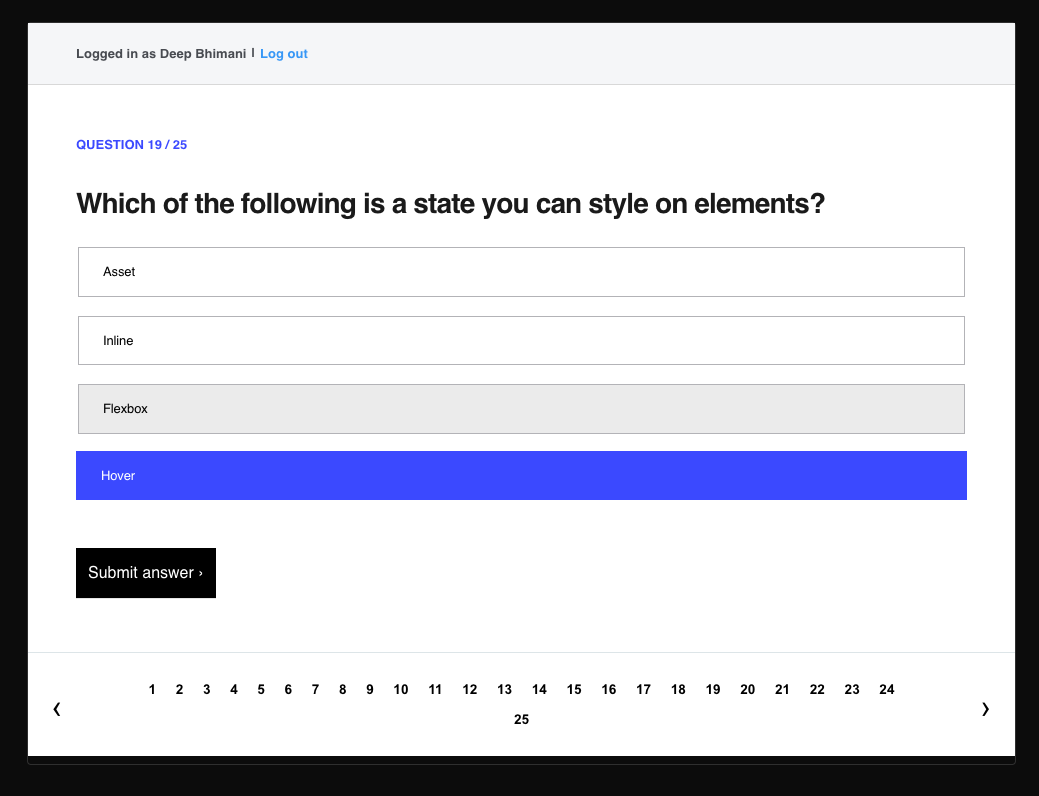 Logged in as Deep Bhimani | Log out
QUESTION 19 / 25
Which of the following is a state you can style on elements?
Asset
Inline
Flexbox
Hover
Submit answer ›
1 2 3 4 5 6 7 8 9 10 11 12 13 14 15 16 17 18 19 20 21 22 23 24
‹ ›
25